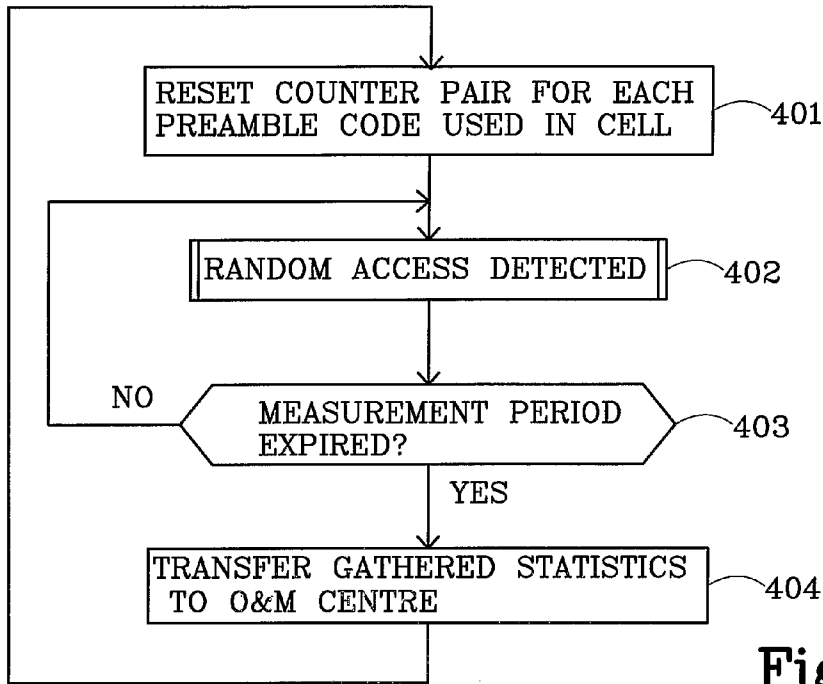 RESET COUNTER PAIR FOR EACH
PREAMBLE CODE USED IN CELL
401
RANDOM ACCESS DETECTED
402
NO
MEASUREMENT PERIOD
EXPIRED?
403
YES
TRANSFER GATHERED STATISTICS
TO O&M CENTRE
404
Fig